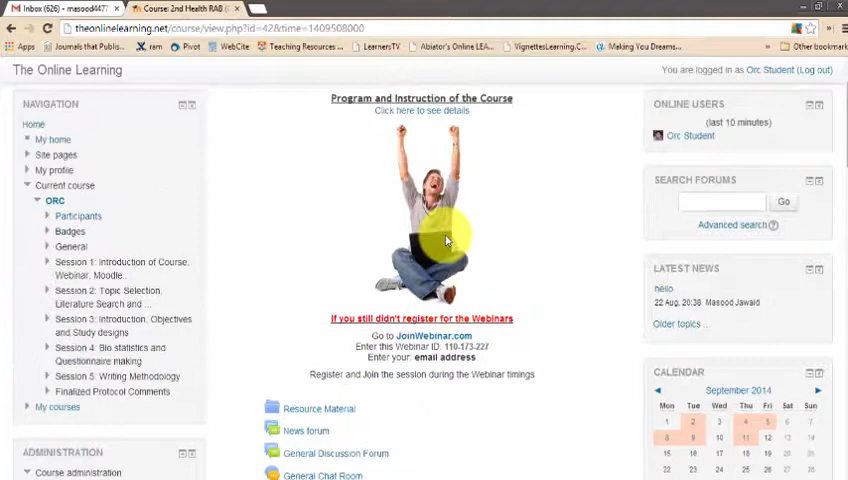 Inbox (626) - masood4477
Course: 2nd Health RAB (
theonlinelearning.net/course/view.php?id=42&time=1409508000
Apps
Journals that Publis...
ram
Pivot
WebCite
Teaching Resources ...
LearnersTV
Abiator's Online LEA...
VignettesLearning.C...
Making You Dreams...
»
Other bookmark
The Online Learning
You are logged in as Orc Student (Log out)
NAVIGATION
Home
My home
Site pages
My profile
Current course
ORC
Participants
Badges
General
Session 1: Introduction of Course,
Webinar, Moodle..
Session 2: Topic Selection,
Literature Search and ...
Session 3: Introduction, Objectives
and Study designs
Session 4: Bio statistics and
Questionnaire making
Session 5: Writing Methodology
Finalized Protocol Comments
My courses
ADMINISTRATION
Course administration
Program and Instruction of the Course
Click here to see details
If you still didn't register for the Webinars
Go to JoinWebinar.com
Enter this Webinar ID: 110-173-227
Enter your: email address
Register and Join the session during the Webinar timings
Resource Material
News forum
General Discussion Forum
General Chat Room
ONLINE USERS
(last 10 minutes)
Orc Student
SEARCH FORUMS
Go
Advanced search
LATEST NEWS
hello
22 Aug, 20:38 Masood Jawaid
Older topics ...
CALENDAR
September 2014
Mon Tue Wed Thu Fri Sat Sun
1 2 3 4 5 6 7
8 9 10 11 12 13 14
15 16 17 18 19 20 21
22 23 24 25 26 27 28